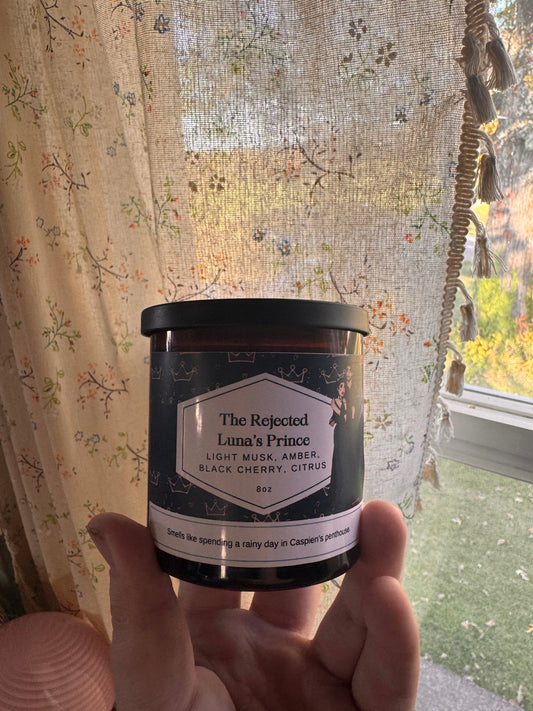 The Rejected
Luna's Prince
LIGHT MUSK, AMBER,
BLACK CHERRY, CITRUS
8oz
Smells like spending a rainy day in Caspien's penthouse.